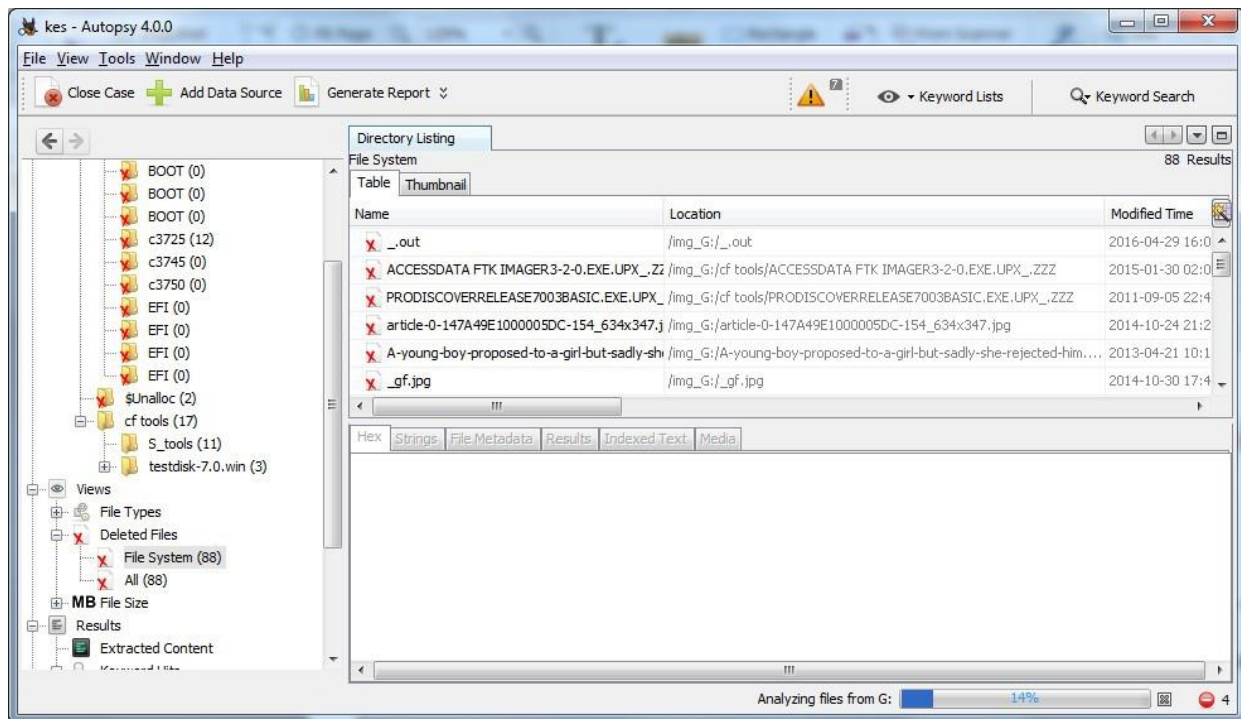 kes - Autopsy 4.0.0
File View Tools Window Help
Close Case Add Data Source Generate Report 7 Keyword Lists Keyword Search
Directory Listing
File System 88 Results
Table Thumbnail
Name Location Modified Time
_.out /img_G:/_.out 2016-04-29 16:0
ACCESSDATA FTK IMAGER3-2-0.EXE.UPX_.ZZ /img_G:/cf tools/ACCESSDATA FTK IMAGER3-2-0.EXE.UPX_.ZZZ 2015-01-30 02:0
PRODISCOVERRELEASE7003BASIC.EXE.UPX_ /img_G:/cf tools/PRODISCOVERRELEASE7003BASIC.EXE.UPX_.ZZZ 2011-09-05 22:4
article-0-147A49E1000005DC-154_634x347.j /img_G:/article-0-147A49E1000005DC-154_634x347.jpg 2014-10-24 21:2
A-young-boy-proposed-to-a-girl-but-sadly-sh /img_G:/A-young-boy-proposed-to-a-girl-but-sadly-she-rejected-him.... 2013-04-21 10:1
_gf.jpg /img_G:/_gf.jpg 2014-10-30 17:4
BOOT (0)
BOOT (0)
BOOT (0)
c3725 (12)
c3745 (0)
c3750 (0)
EFI (0)
EFI (0)
EFI (0)
EFI (0)
$Unalloc (2)
cf tools (17)
S_tools (11)
testdisk-7.0.win (3)
Views
File Types
Deleted Files
File System (88)
All (88)
MB File Size
Results
Extracted Content
Hex Strings File Metadata Results Indexed Text Media
Analyzing files from G: 14% 4